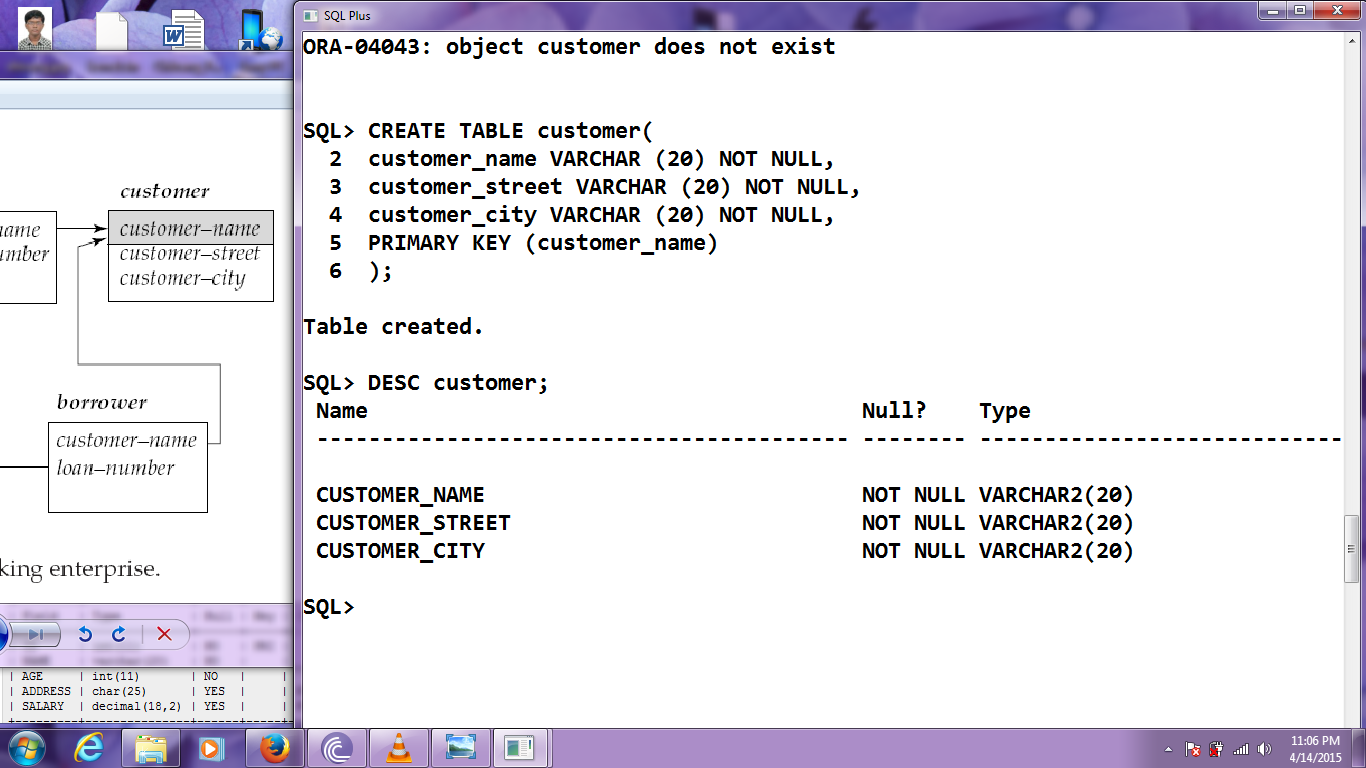 SQL Plus
ORA-04043: object customer does not exist
SQL> CREATE TABLE customer(
2 customer_name VARCHAR (20) NOT NULL,
3 customer_street VARCHAR (20) NOT NULL,
4 customer_city VARCHAR (20) NOT NULL,
5 PRIMARY KEY (customer_name)
6 );
Table created.
SQL> DESC customer;
Name Null? Type
----------------------------------------- -------- ----------------------------
CUSTOMER_NAME NOT NULL VARCHAR2(20)
CUSTOMER_STREET NOT NULL VARCHAR2(20)
CUSTOMER_CITY NOT NULL VARCHAR2(20)
SQL>
customer
customer–name
customer–street
customer–city
borrower
customer–name
loan–number
king enterprise.
| AGE | int(11) | NO | |
| ADDRESS | char(25) | YES | |
| SALARY | decimal(18,2) | YES | |
11:06 PM
4/14/2015